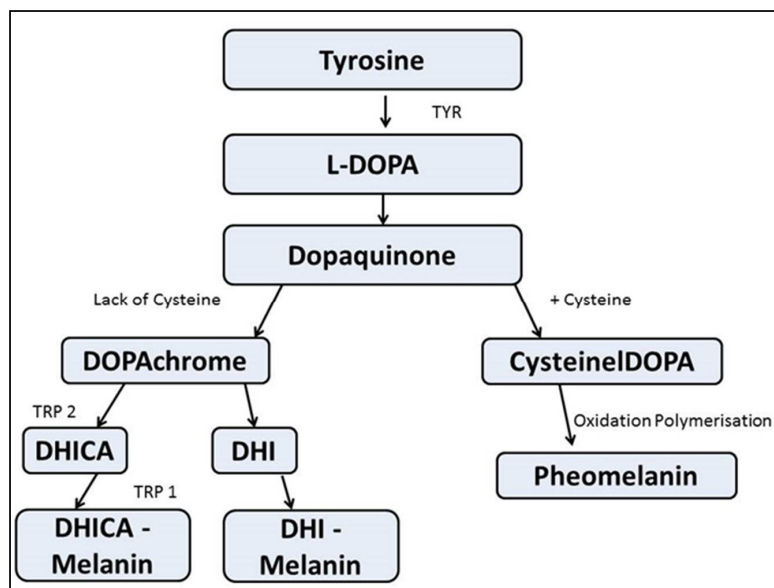 Tyrosine
TYR
L-DOPA
Dopaquinone
Lack of Cysteine
+ Cysteine
DOPAchrome
CysteinelDOPA
TRP 2
Oxidation Polymerisation
DHICA
DHI
Pheomelanin
TRP 1
DHICA -
Melanin
DHI -
Melanin